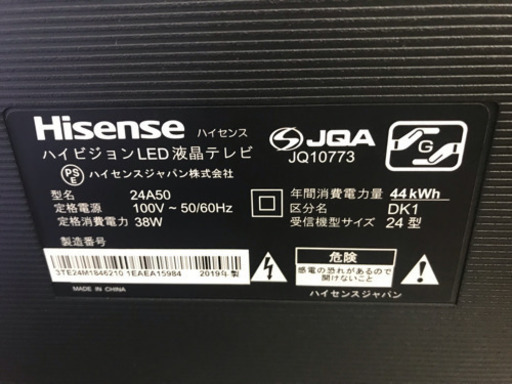 Hisense ハイセンス
ハイビジョンLED液晶テレビ
PSE ハイセンスジャパン株式会社
型名 24A50
定格電源 100V~50/60Hz
定格消費電力 38W
製造番号
3TE24M1846210 1EAEA15984 2019年製
MADE IN CHINA
JQA
JQ10773
G
年間消費電力量 44kWh
区分名 DK1
受信機型サイズ 24型
危険
感電の恐れがあるので
開けないこと
ハイセンスジャパン